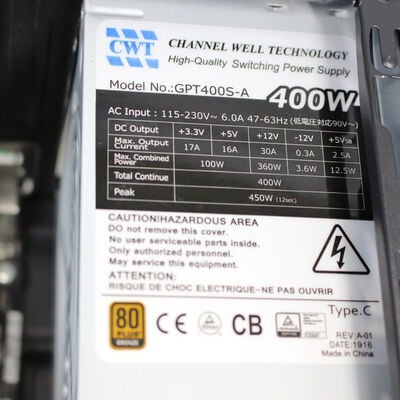 CWT
CHANNEL WELL TECHNOLOGY
High-Quality Switching Power Supply
Model No.:GPT400S-A
400W
AC Input : 115-230V~ 6.0A 47-63Hz (低電圧対応90V~)
DC Output +3.3V +5V +12V -12V +5VSB
Max. Output Current 17A 16A 30A 0.3A 2.5A
Max. Combined Power 100W 360W 3.6W 12.5W
Total Continue 400W
Peak 450W (12sec)
CAUTION!HAZARDOUS AREA
DO not remove this cover.
No user serviceable parts inside.
Only authorized personnel.
May service this equipment.
ATTENTION:
RISQUE DE CHOC ELECTRIQUE-NE PAS OUVRIR
80
PLUS
BRONZE
CE
CB
Type.C
REV:A-01
DATE:1916
Made in China